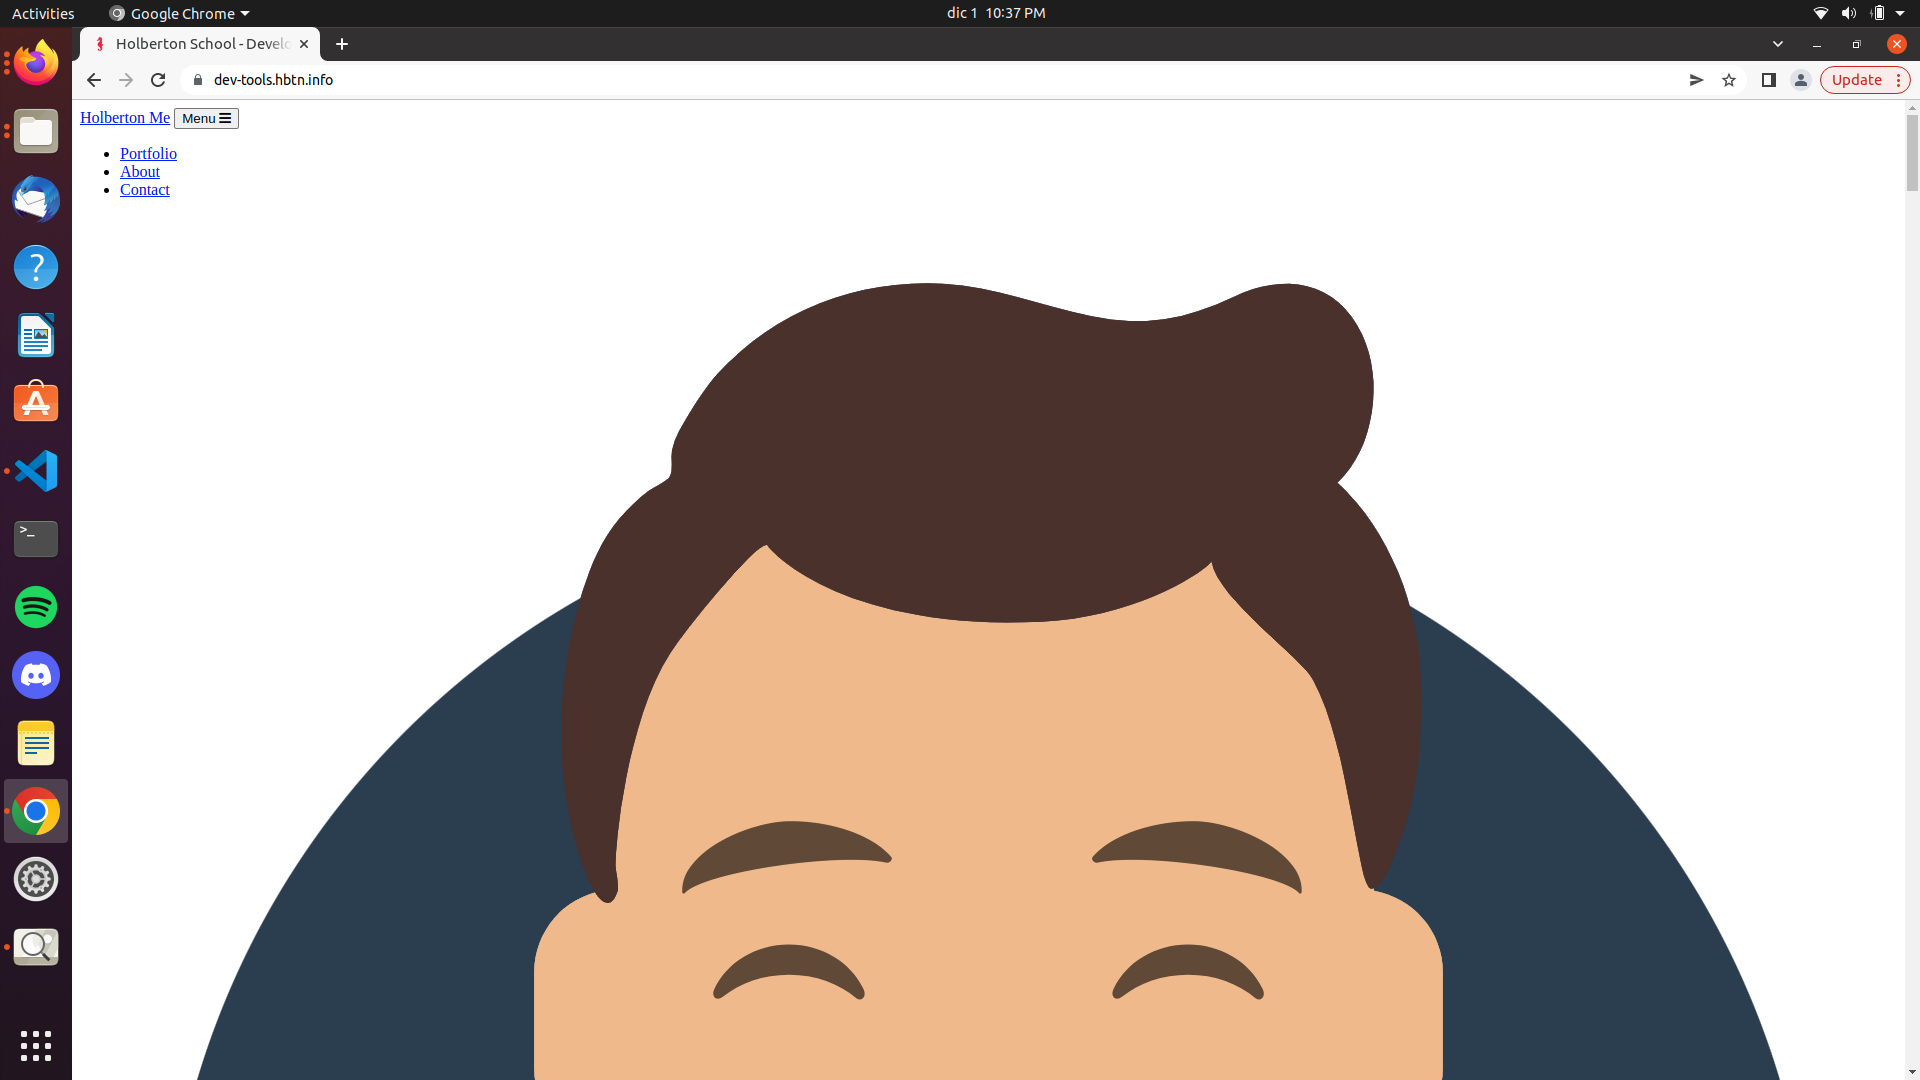 Activities
Google Chrome
dic 1 10:37 PM
Holberton School - Develo
dev-tools.hbtn.info
Update
Holberton Me
Menu
Portfolio
About
Contact
>_